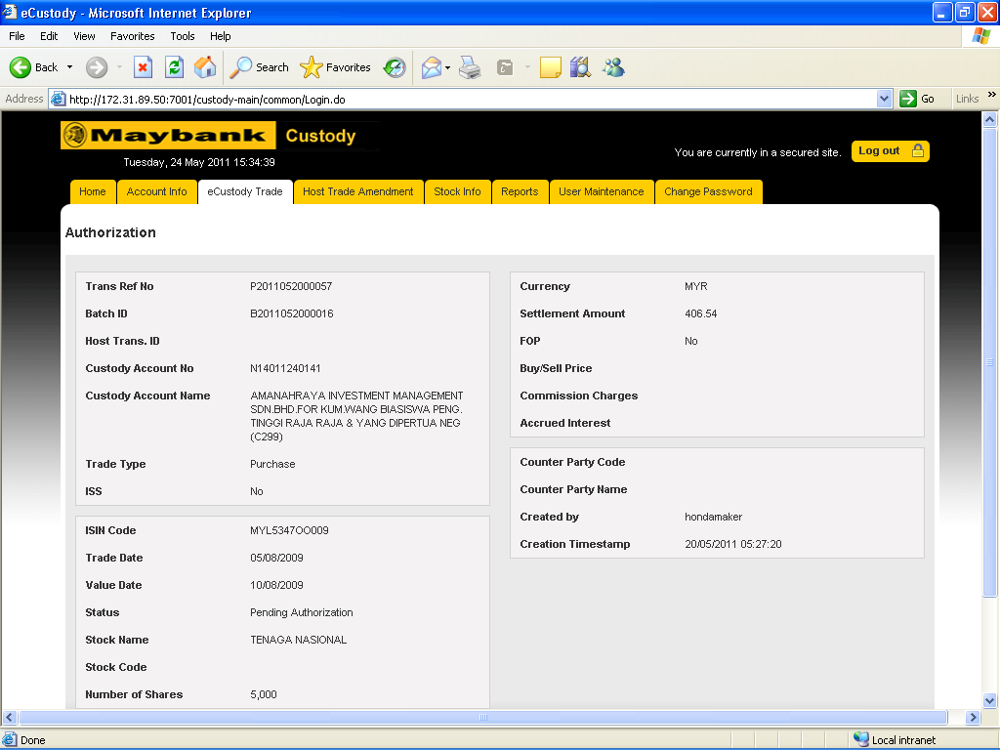 eCustody - Microsoft Internet Explorer
File Edit View Favorites Tools Help
Back Search Favorites
Address http://172.31.89.50:7001/custody-main/common/Login.do Go Links »
Maybank Custody
Tuesday, 24 May 2011 15:34:39
You are currently in a secured site. Log out
Home Account Info eCustody Trade Host Trade Amendment Stock Info Reports User Maintenance Change Password
Authorization
Trans Ref No P2011052000057
Batch ID B2011052000016
Host Trans. ID
Custody Account No N14011240141
Custody Account Name AMANAHRAYA INVESTMENT MANAGEMENT
SDN.BHD.FOR KUM.WANG BIASISWA PENG.
TINGGI RAJA RAJA & YANG DIPERTUA NEG
(C299)
Trade Type Purchase
ISS No
ISIN Code MYL5347OO009
Trade Date 05/08/2009
Value Date 10/08/2009
Status Pending Authorization
Stock Name TENAGA NASIONAL
Stock Code
Number of Shares 5,000
Currency MYR
Settlement Amount 406.54
FOP No
Buy/Sell Price
Commission Charges
Accrued Interest
Counter Party Code
Counter Party Name
Created by hondamaker
Creation Timestamp 20/05/2011 05:27:20
Done Local intranet